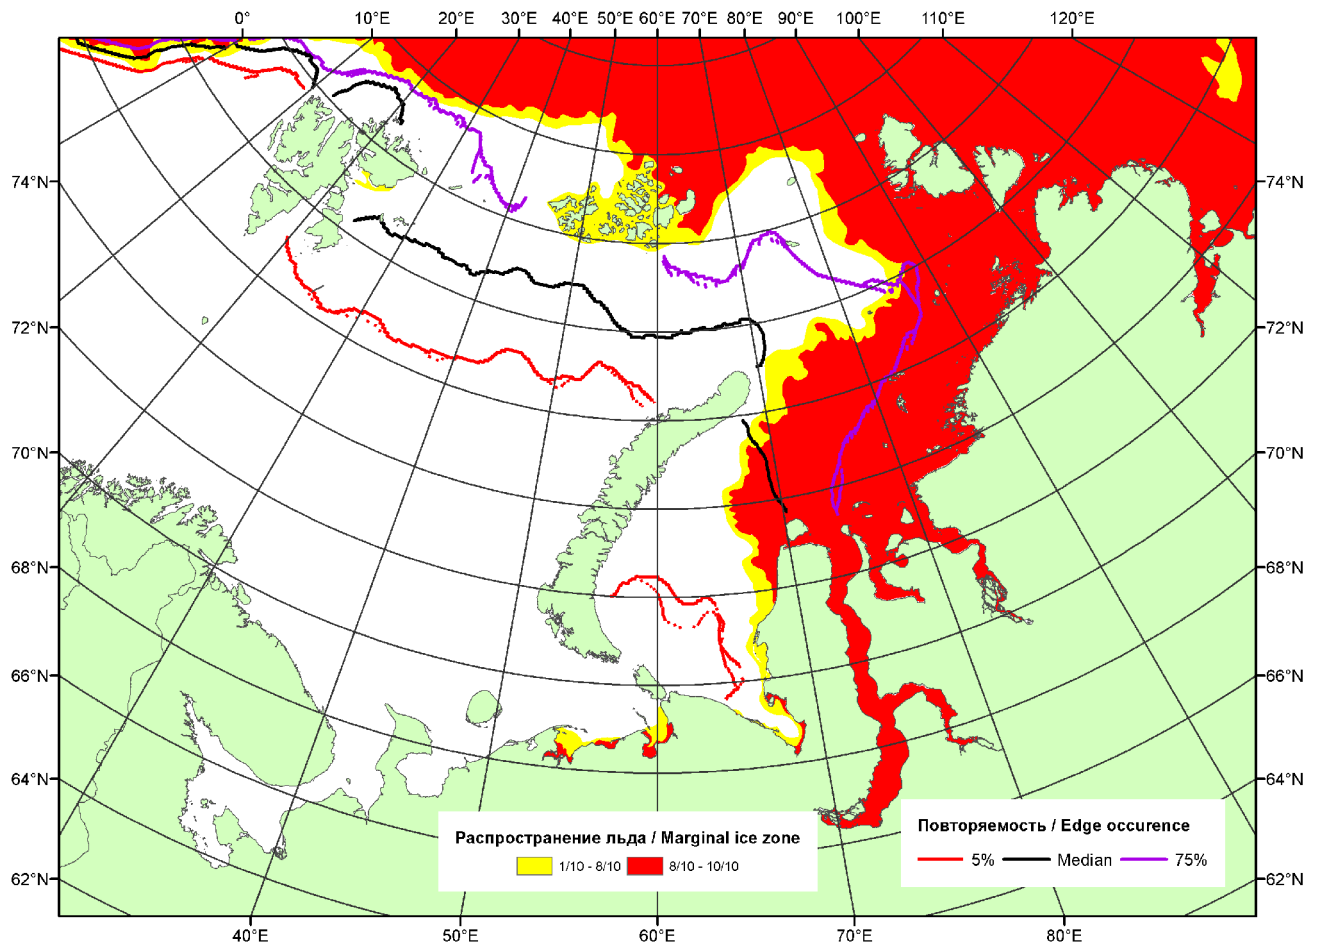 0° 10°E 20°E 30°E 40°E 50°E 60°E 70°E 80°E 90°E 100°E 110°E 120°E
74°N 74°N
72°N 72°N
70°N 70°N
68°N 68°N
66°N 66°N
64°N 64°N
Распространение льда / Marginal ice zone
1/10 - 8/10 8/10 - 10/10
Повторяемость / Edge occurence
5% Median 75%
62°N 62°N
40°E 50°E 60°E 70°E 80°E